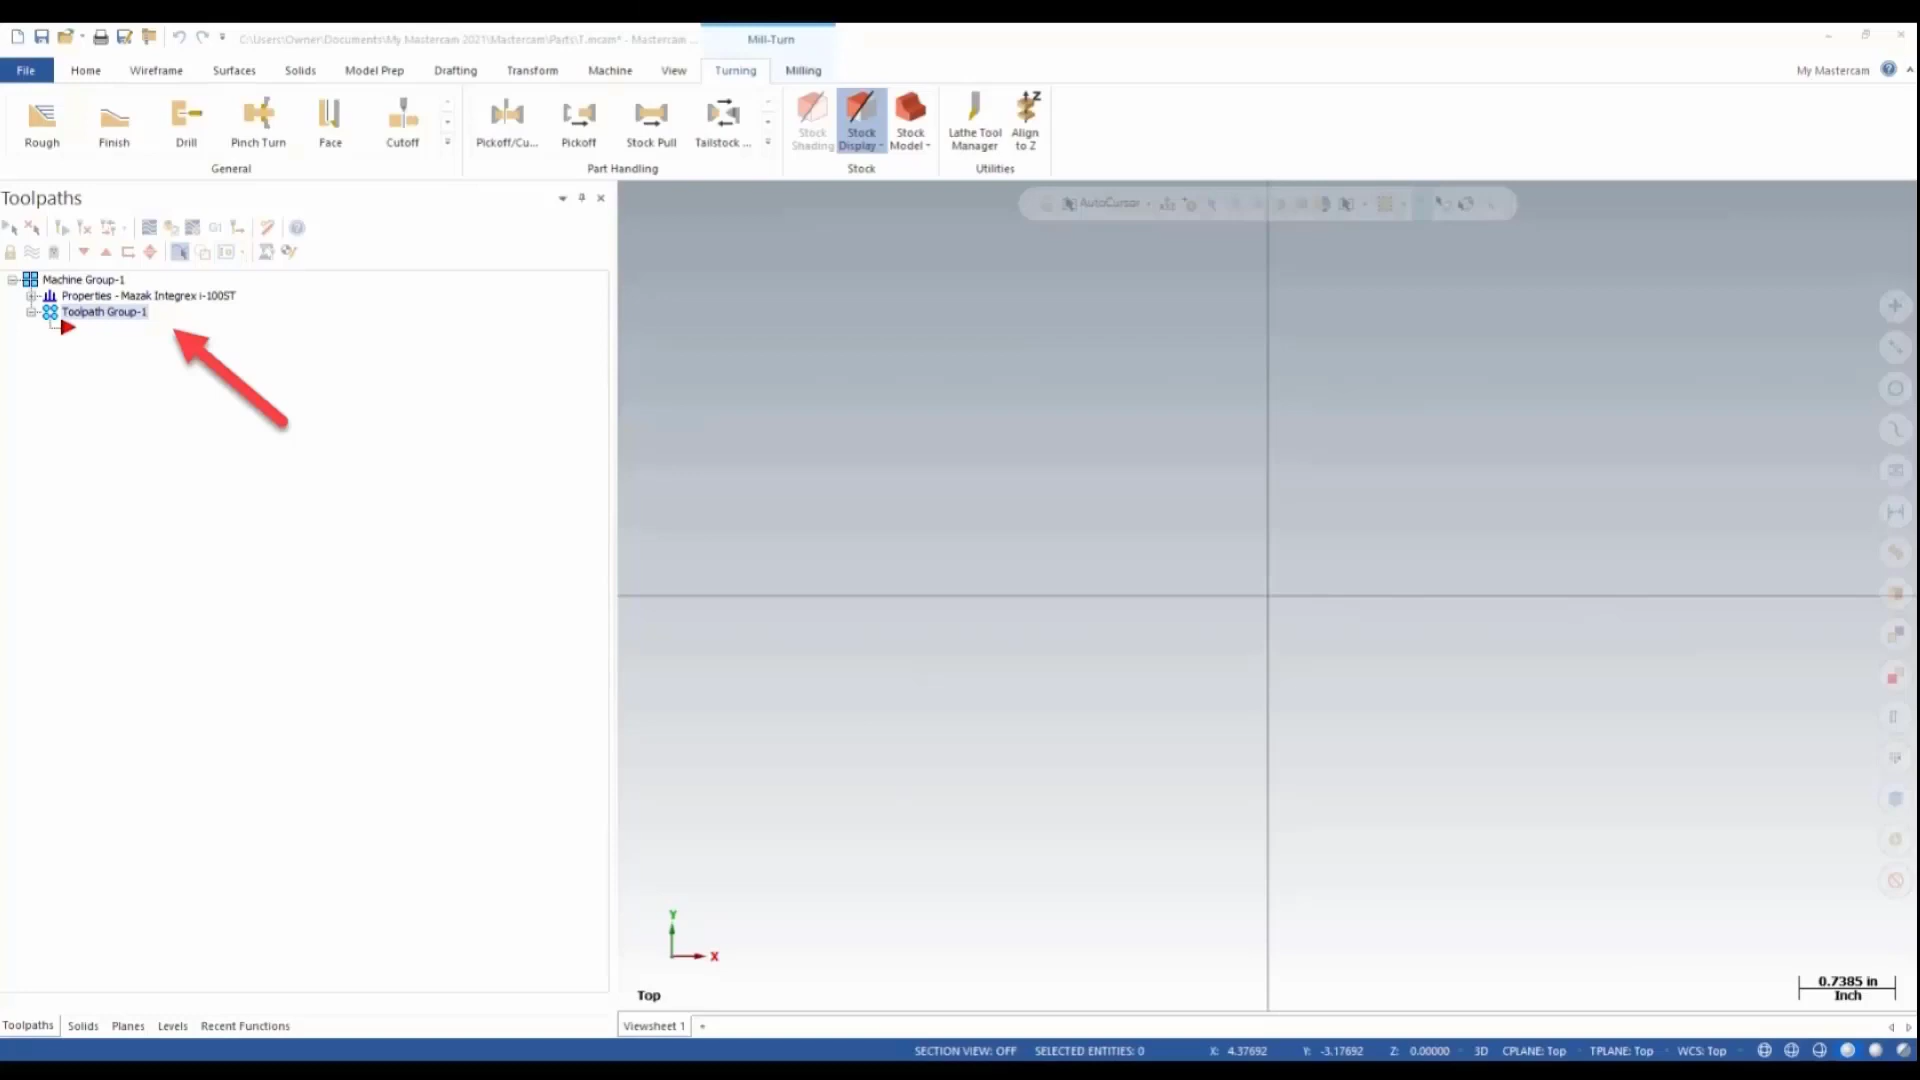 C:\Users\Owner\Documents\My Mastercam 2021\Mastercam\Parts\T.mcam* - Mastercam ...
Mill-Turn
File
Home
Wireframe
Surfaces
Solids
Model Prep
Drafting
Transform
Machine
View
Turning
Milling
My Mastercam
Rough
Finish
Drill
Pinch Turn
Face
Cutoff
Pickoff/Cu...
Pickoff
Stock Pull
Tailstock ...
Stock
Shading
Stock
Display
Stock
Model
Lathe Tool
Manager
Z
Align
to Z
General
Part Handling
Stock
Utilities
Toolpaths
G1
AutoCursor
Machine Group-1
Properties - Mazak Integrex i-100ST
Toolpath Group-1
Y
X
Top
0.7385 in
Inch
Toolpaths
Solids
Planes
Levels
Recent Functions
Viewsheet 1
+
SECTION VIEW: OFF
SELECTED ENTITIES: 0
X: 4.37692
Y: -3.17692
Z: 0.00000
3D
CPLANE: Top
TPLANE: Top
WCS: Top